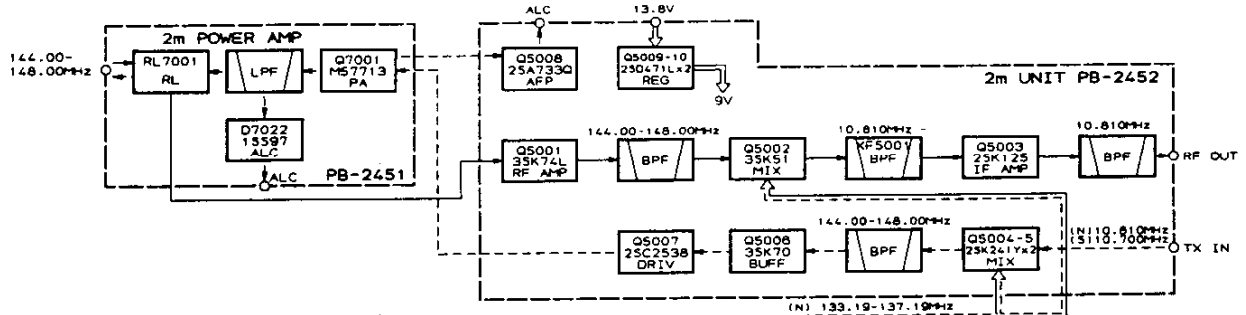 ALC
13.8V
2m POWER AMP
144.00-
148.00MHz
RL7001
RL
LPF
Q7001
M57713
PA
Q5008
2SA733Q
AFP
Q5009-10
2SD471Lx2
REG
9V
2m UNIT PB-2452
D7022
1SS97
ALC
ALC
PB-2451
144.00-148.00MHz
10.810MHz
10.810MHz
Q5001
3SK74L
RF AMP
BPF
Q5002
3SK51
MIX
XF5001
BPF
Q5003
2SK125
IF AMP
BPF
RF OUT
144.00-148.00MHz
Q5007
2SC2538
DRIV
Q5006
3SK70
BUFF
BPF
Q5004-5
2SK241Yx2
MIX
(N)10.810MHz
(S)10.700MHz
TX IN
(N) 133.19-137.19MHz